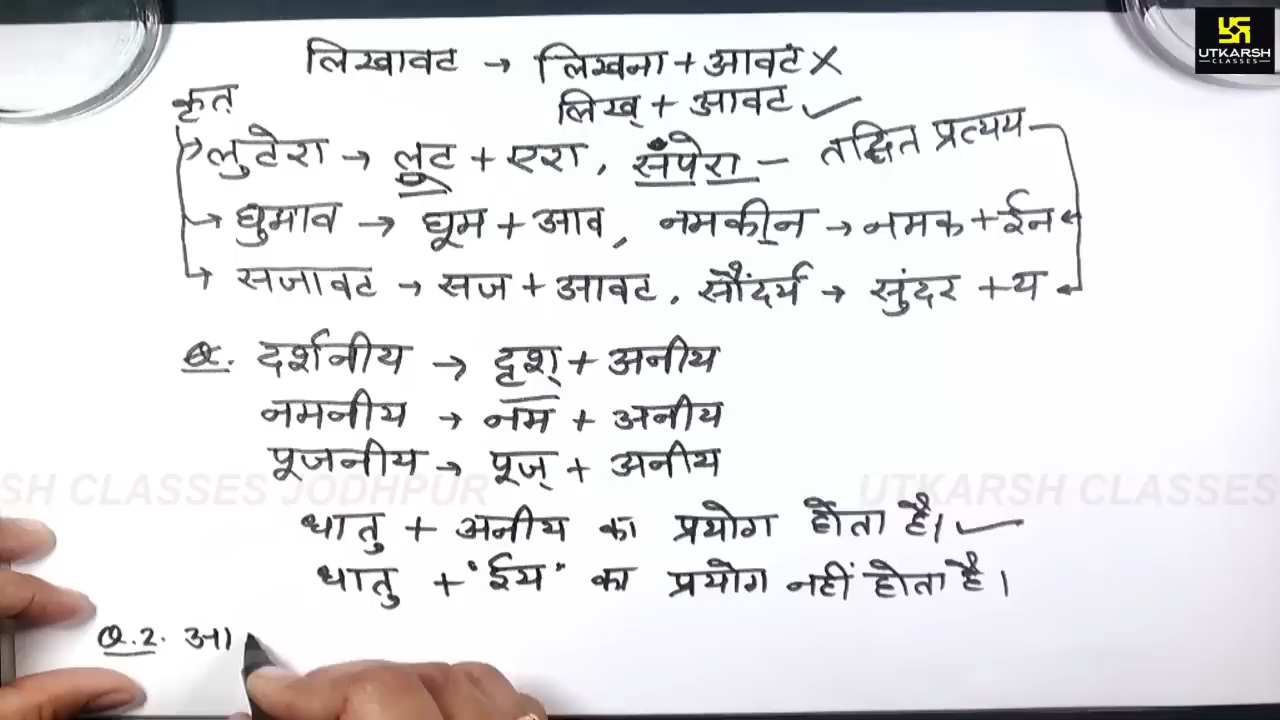 लिखावट → लिखना + आवट ×
UTKARSH
CLASSES
कृत्
लिख् + आवट ✓
लुटेरा → लूट + एरा, सँपेरा - तद्धित प्रत्यय
घुमाव → घूम + आव, नमकीन → नमक + ईन
सजावट → सज + आवट, सौंदर्य → सुंदर + य
Q. दर्शनीय → दृश् + अनीय
नमनीय → नम + अनीय
पूजनीय → पूज् + अनीय
SH CLASSES JODHPUR UTKARSH CLASSES
धातु + अनीय का प्रयोग होता है। ✓
धातु + "ईय" का प्रयोग नहीं होता है।
Q.2. आ